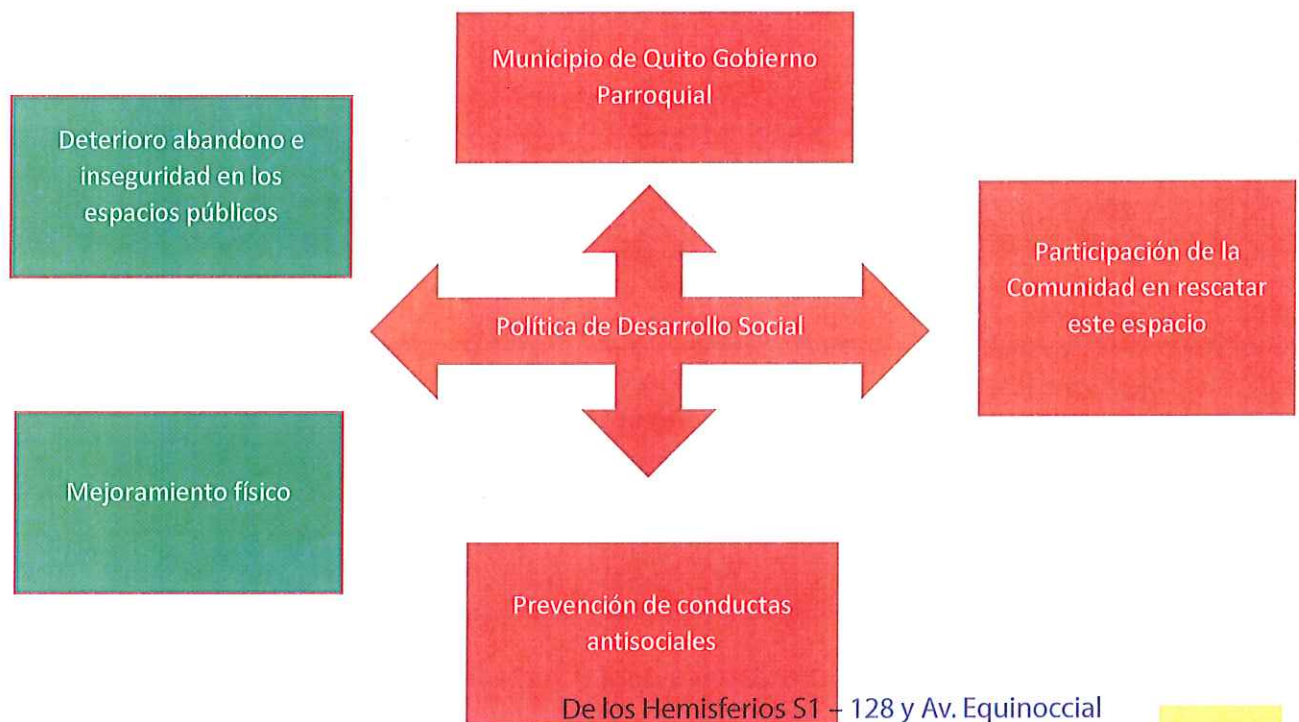 Municipio de Quito Gobierno
Parroquial
Deterioro abandono e
inseguridad en los
espacios públicos
Participación de la
Comunidad en rescatar
este espacio
Política de Desarrollo Social
Mejoramiento físico
Prevención de conductas
antisociales
De los Hemisferios S1 – 128 y Av. Equinoccial